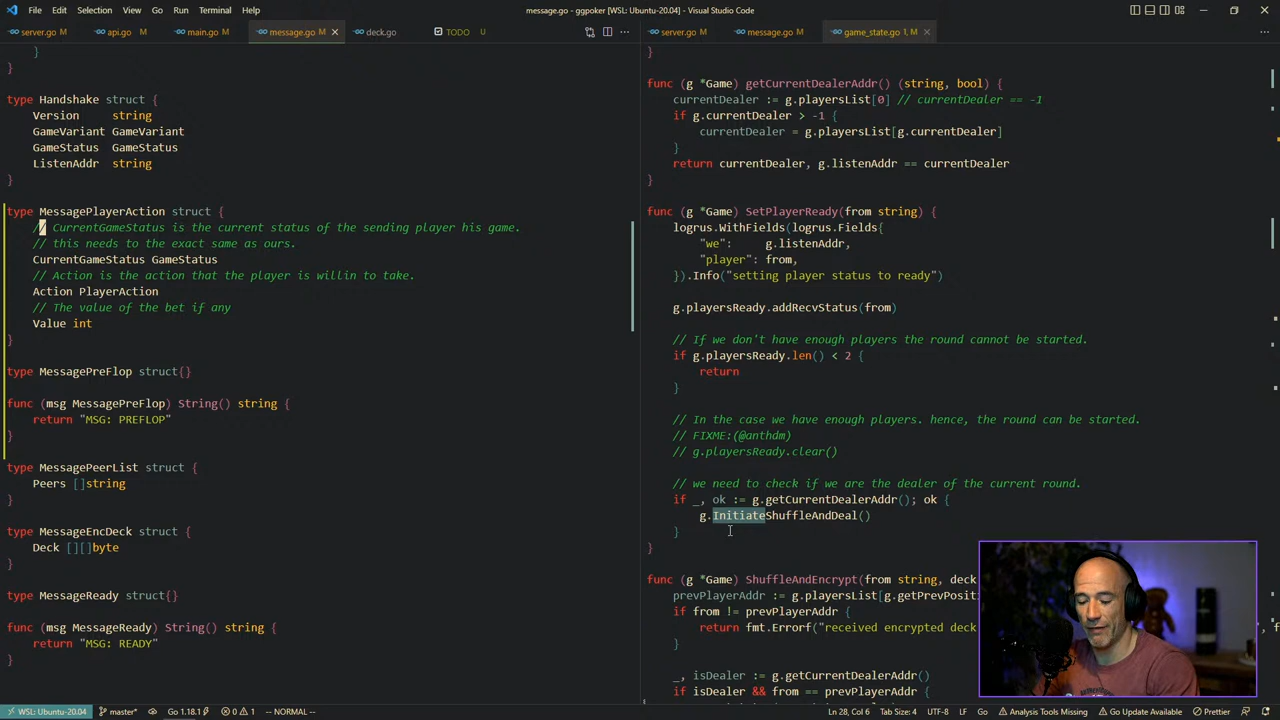 File Edit Selection View Go Run Terminal Help
message.go - ggpoker [WSL: Ubuntu-20.04] - Visual Studio Code
server.go M api.go M main.go M message.go M × deck.go TODO U
}
}
type Handshake struct {
Version string
GameVariant GameVariant
GameStatus GameStatus
ListenAddr string
}
type MessagePlayerAction struct {
// CurrentGameStatus is the current status of the sending player his game.
// this needs to the exact same as ours.
CurrentGameStatus GameStatus
// Action is the action that the player is willin to take.
Action PlayerAction
// The value of the bet if any
Value int
}
type MessagePreFlop struct{}
func (msg MessagePreFlop) String() string {
return "MSG: PREFLOP"
}
type MessagePeerList struct {
Peers []string
}
type MessageEncDeck struct {
Deck [][]byte
}
type MessageReady struct{}
func (msg MessageReady) String() string {
return "MSG: READY"
}
server.go M message.go M game_state.go 1, M ×
}
func (g *Game) getCurrentDealerAddr() (string, bool) {
currentDealer := g.playersList[0] // currentDealer == -1
if g.currentDealer > -1 {
currentDealer = g.playersList[g.currentDealer]
}
return currentDealer, g.listenAddr == currentDealer
}
func (g *Game) SetPlayerReady(from string) {
logrus.WithFields(logrus.Fields{
"we": g.listenAddr,
"player": from,
}).Info("setting player status to ready")
g.playersReady.addRecvStatus(from)
// If we don't have enough players the round cannot be started.
if g.playersReady.len() < 2 {
return
}
// In the case we have enough players. hence, the round can be started.
// FIXME:(@anthdm)
// g.playersReady.clear()
// we need to check if we are the dealer of the current round.
if _, ok := g.getCurrentDealerAddr(); ok {
g.InitiateShuffleAndDeal()
}
}
func (g *Game) ShuffleAndEncrypt(from string, deck
prevPlayerAddr := g.playersList[g.getPrevPositi
if from != prevPlayerAddr {
return fmt.Errorf("received encrypted deck
}
_, isDealer := g.getCurrentDealerAddr()
if isDealer && from == prevPlayerAddr {
WSL: Ubuntu-20.04 master* Go 1.18.1 0 1 -- NORMAL -- Ln 28, Col 6 Tab Size: 4 UTF-8 LF Go Analysis Tools Missing Go Update Available Prettier